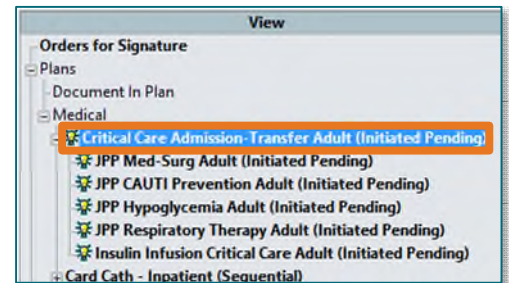 View
Orders for Signature
Plans
Document In Plan
Medical
Critical Care Admission-Transfer Adult (Initiated Pending)
JPP Med-Surg Adult (Initiated Pending)
JPP CAUTI Prevention Adult (Initiated Pending)
JPP Hypoglycemia Adult (Initiated Pending)
JPP Respiratory Therapy Adult (Initiated Pending)
Insulin Infusion Critical Care Adult (Initiated Pending)
Card Cath - Inpatient (Sequential)